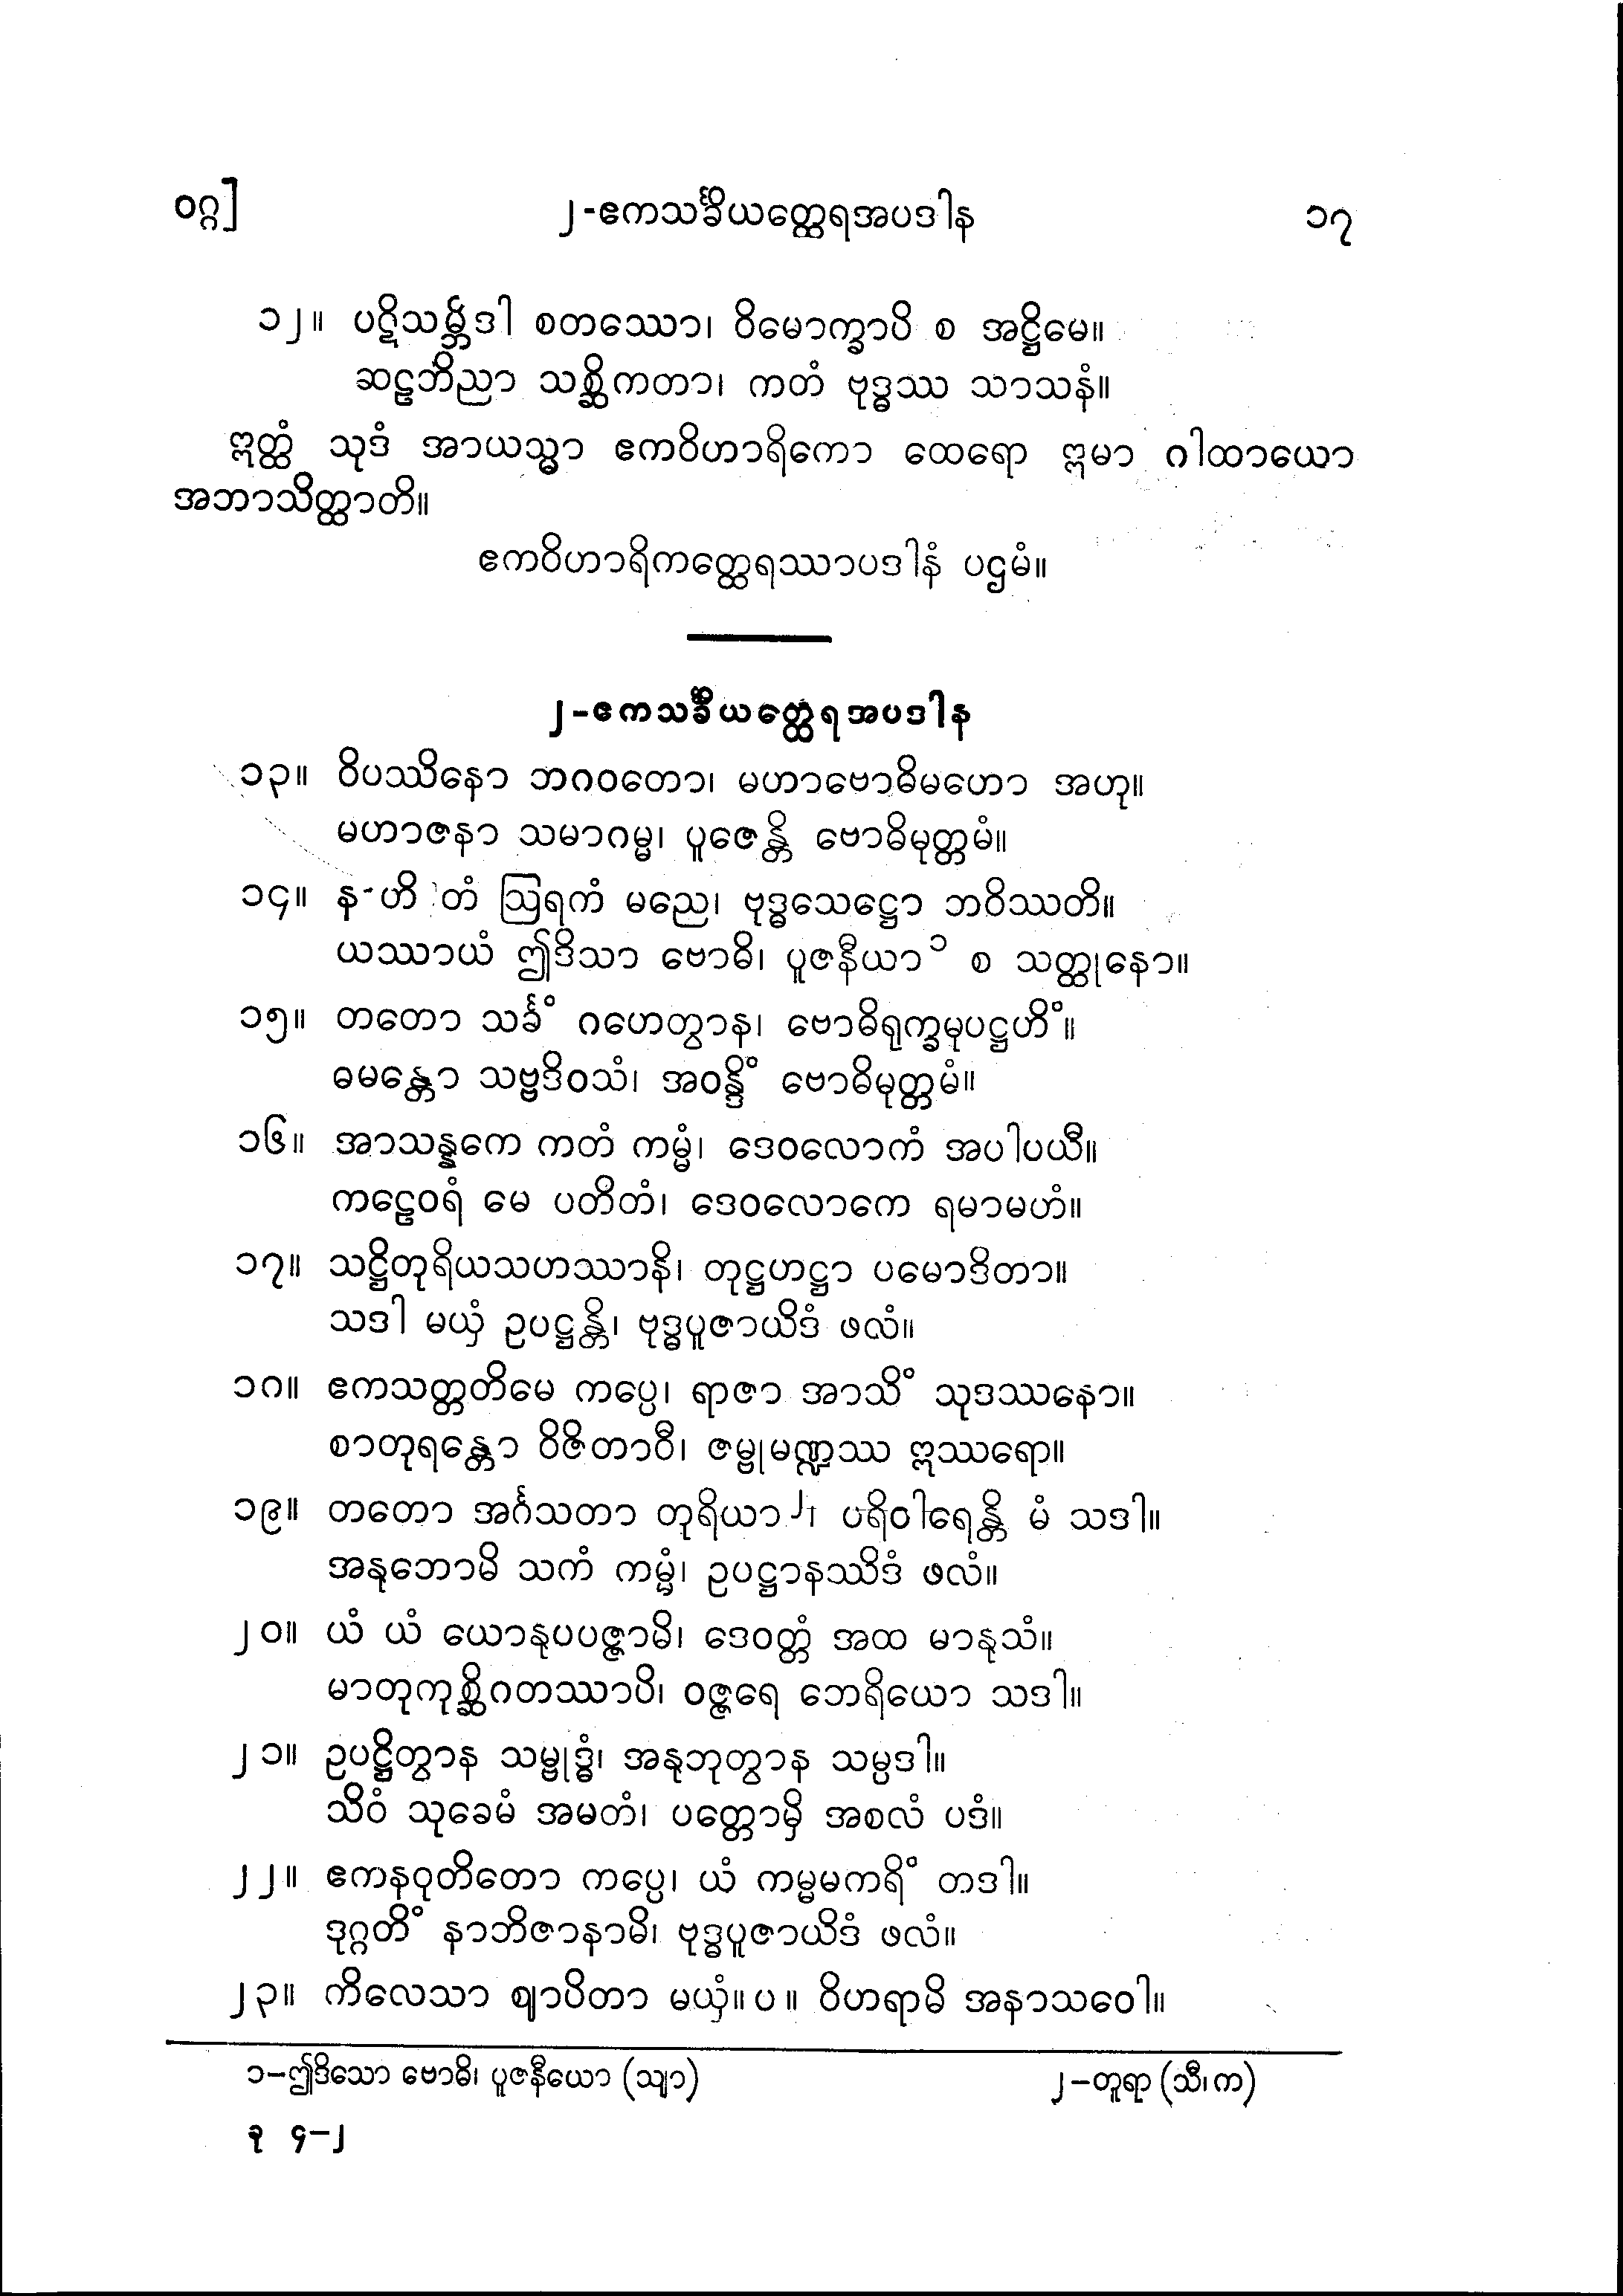 ဝဂ္ဂ] ၂-ဧကသင်္ခိယတ္ထေရအပဒါန ၁၇
၁၂။ ပဋိသမ္ဘိဒါ စတဿော၊ ဝိမောက္ခာပိ စ အဋ္ဌိမေ။
ဆဠဘိညာ သစ္ဆိကတာ၊ ကတံ ဗုဒ္ဓဿ သာသနံ။
ဣတ္ထံ သုဒံ အာယသ္မာ ဧကဝိဟာရိကော ထေရော ဣမာ ဂါထာယော
အဘာသိတ္ထာတိ။
ဧကဝိဟာရိကတ္ထေရဿာပဒါနံ ပဌမံ။
၂-ဧကသင်္ခိယတ္ထေရအပဒါန
၁၃။ ဝိပဿိနော ဘဂဝတော၊ မဟာဗောဓိမဟော အဟု။
မဟာဇနာ သမာဂမ္မ၊ ပူဇေန္တိ ဗောဓိမုတ္တမံ။
၁၄။ န-ဟိ တံ ဩရကံ မညေ၊ ဗုဒ္ဓသေဋ္ဌော ဘဝိဿတိ။
ယဿာယံ ဤဒိသာ ဗောဓိ၊ ပူဇနီယာ ၁ စ သတ္ထုနော။
၁၅။ တတော သင်္ခံ ဂဟေတွာန၊ ဗောဓိရုက္ခမုပဋ္ဌဟိံ။
ဓမန္တော သဗ္ဗဒိဝသံ၊ အဝန္ဒိံ ဗောဓိမုတ္တမံ။
၁၆။ အာသန္နကေ ကတံ ကမ္မံ၊ ဒေဝလောကံ အပါပယီ။
ကဠေဝရံ မေ ပတိတံ၊ ဒေဝလောကေ ရမာမဟံ။
၁၇။ သဋ္ဌိတုရိယသဟဿာနိ၊ တုဋ္ဌဟဋ္ဌာ ပမောဒိတာ။
သဒါ မယှံ ဥပဋ္ဌန္တိ၊ ဗုဒ္ဓပူဇာယိဒံ ဖလံ။
၁၈။ ဧကသတ္တတိမေ ကပ္ပေ၊ ရာဇာ အာသိံ သုဒဿနော။
စာတုရန္တော ဝိဇိတာဝီ၊ ဇမ္ဗုမဏ္ဍဿ ဣဿရော။
၁၉။ တတော အင်္ဂသတာ တုရိယာ ၂၊ ပရိဝါရေန္တိ မံ သဒါ။
အနုဘောမိ သကံ ကမ္မံ၊ ဥပဋ္ဌာနဿိဒံ ဖလံ။
၂၀။ ယံ ယံ ယောနုပပဇ္ဇာမိ၊ ဒေဝတ္တံ အထ မာနုသံ။
မာတုကုစ္ဆိဂတဿာပိ၊ ဝဇ္ဇရေ ဘေရိယော သဒါ။
၂၁။ ဥပဋ္ဌိတွာန သမ္ဗုဒ္ဓံ၊ အနုဘုတွာန သမ္ပဒါ။
သိဝံ သုခေမံ အမတံ၊ ပတ္တောမှိ အစလံ ပဒံ။
၂၂။ ဧကနဝုတိတော ကပ္ပေ၊ ယံ ကမ္မမကရိံ တဒါ။
ဒုဂ္ဂတိံ နာဘိဇာနာမိ၊ ဗုဒ္ဓပူဇာယိဒံ ဖလံ။
၂၃။ ကိလေသာ ဈာပိတာ မယှံ။ပ။ ဝိဟရာမိ အနာသဝေါ။
၁-ဤဒိသော ဗောဓိ၊ ပူဇနီယော (သျာ) ၂-တူရာ (သီ၊က)
ခု ၄-၂